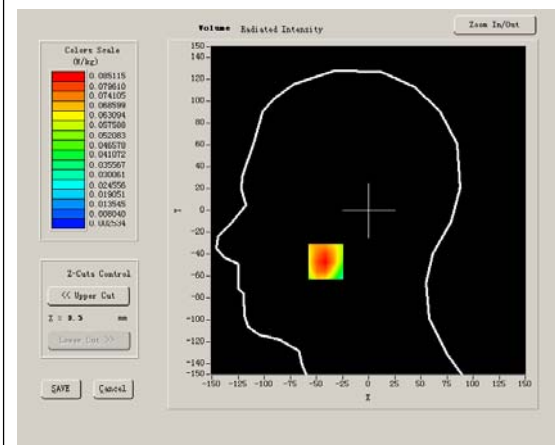 Volume Radiated Intensity
Zoom In/Out
Colors Scale
(W/kg)
0.085115
0.079610
0.074105
0.068599
0.063094
0.057588
0.052083
0.046578
0.041072
0.035567
0.030061
0.024556
0.019051
0.013545
0.008040
0.002534
Z-Cuts Control
<< Upper Cut
Z = 8.5 mm
Lower Cut >>
SAVE
Cancel
150
140
120
100
80
60
40
20
0
-20
-40
-60
-80
-100
-120
-140
-150
Y
-150 -125 -100 -75 -50 -25 0 25 50 75 100 125 150
X